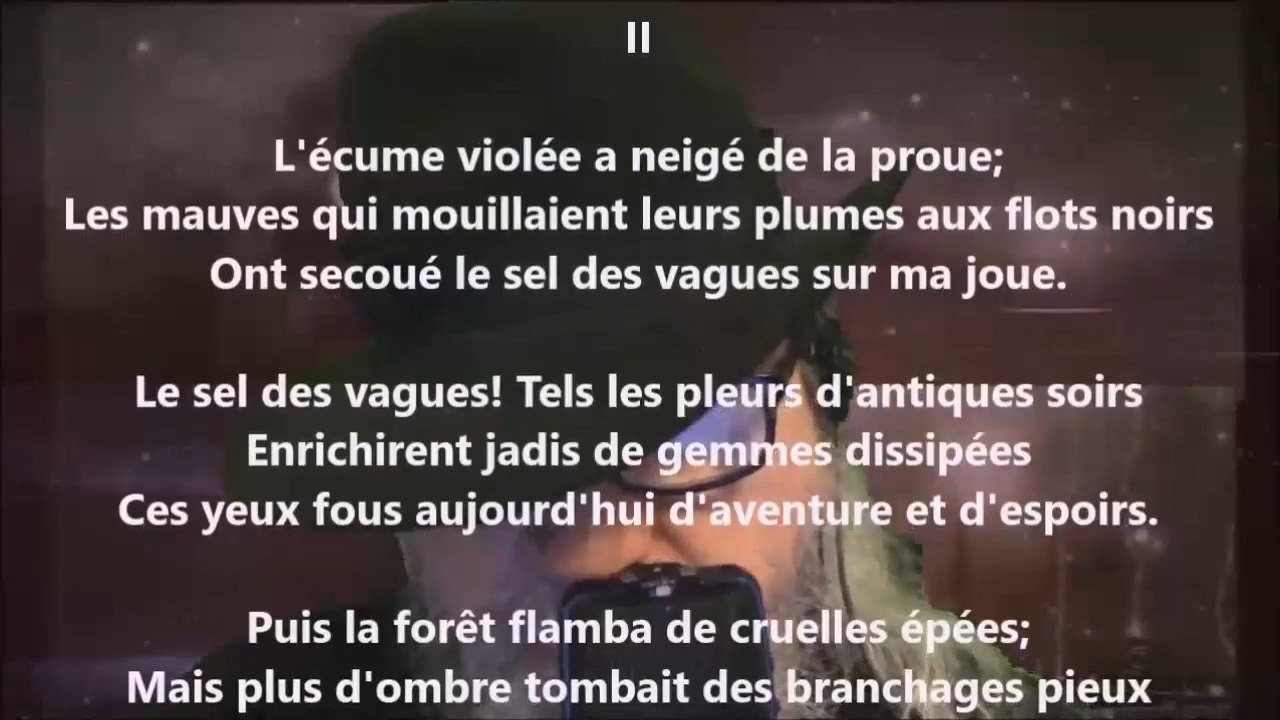 II
L'écume violée a neigé de la proue;
Les mauves qui mouillaient leurs plumes aux flots noirs
Ont secoué le sel des vagues sur ma joue.
Le sel des vagues! Tels les pleurs d'antiques soirs
Enrichirent jadis de gemmes dissipées
Ces yeux fous aujourd'hui d'aventure et d'espoirs.
Puis la forêt flamba de cruelles épées;
Mais plus d'ombre tombait des branchages pieux